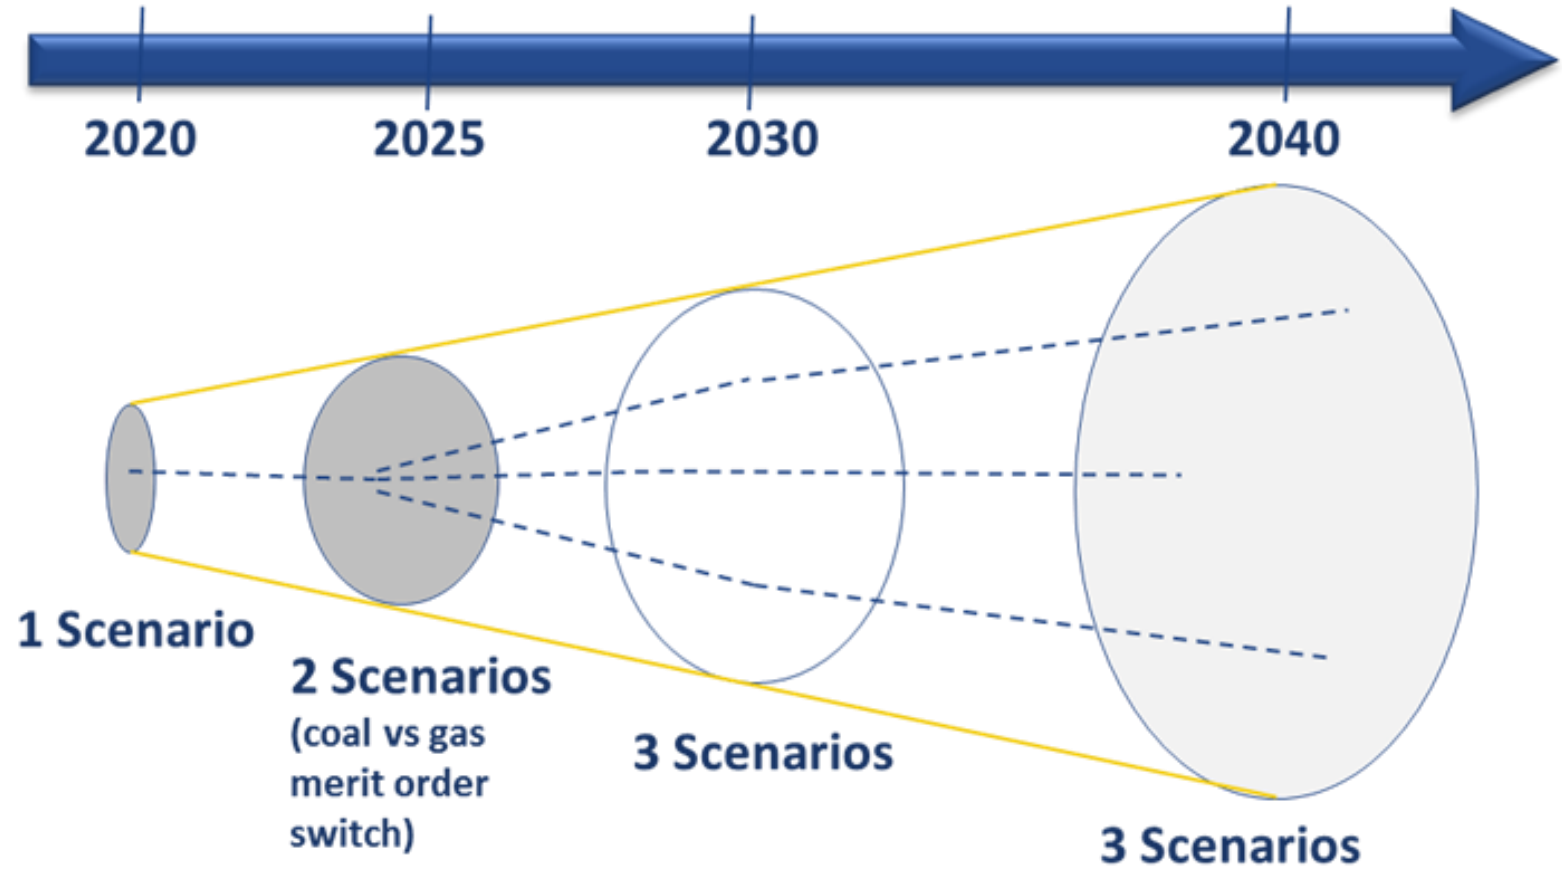 2020
2025
2030
2040
1 Scenario
2 Scenarios
(coal vs gas
merit order
switch)
3 Scenarios
3 Scenarios